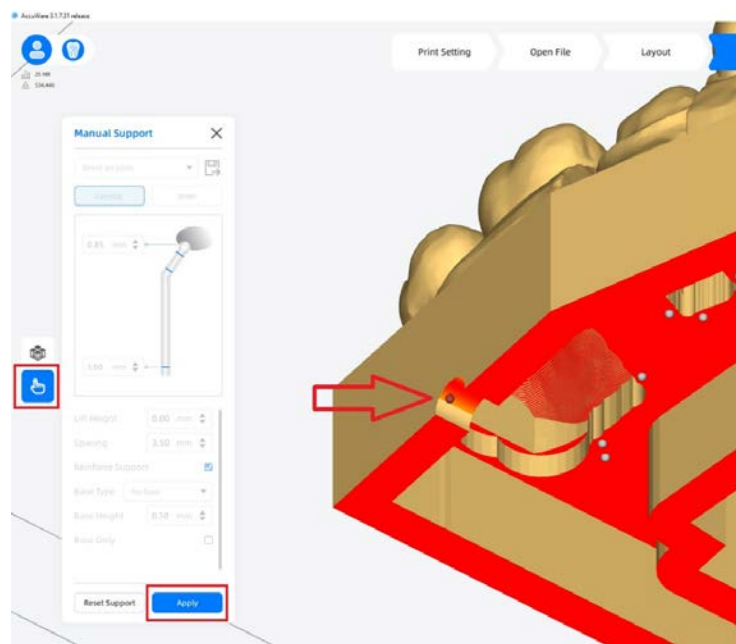 AccuWare 3.1.7.31 release
Print Setting
Open File
Layout
Manual Support
0.85 mm
1.00 mm
Lift Height 0.00 mm
Spacing 3.50 mm
Reinforce Support
Base Type No Base
Base Height 0.50 mm
Base Only
Reset Support
Apply